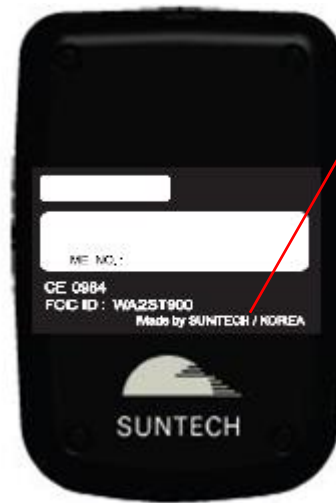 ME NO.:
CE 0984
FCC ID : WA2ST900
Made by SUNTECH / KOREA
SUNTECH